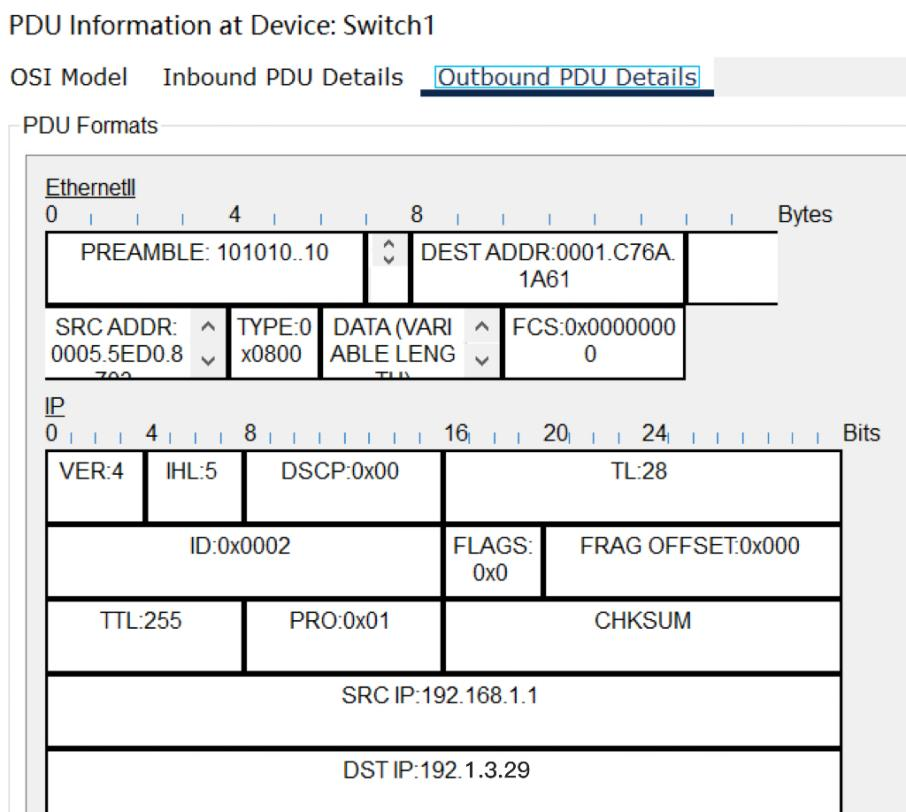 PDU Information at Device: Switch1
OSI Model Inbound PDU Details Outbound PDU Details
PDU Formats
EthernetII
0 4 8 Bytes
PREAMBLE: 101010..10 DEST ADDR:0001.C76A.
1A61
SRC ADDR: TYPE:0 DATA (VARI FCS:0x0000000
0005.5ED0.8 x0800 ABLE LENG 0
TH)
IP
0 4 8 16 20 24 Bits
VER:4 IHL:5 DSCP:0x00 TL:28
ID:0x0002 FLAGS: FRAG OFFSET:0x000
0x0
TTL:255 PRO:0x01 CHKSUM
SRC IP:192.168.1.1
DST IP:192.1.3.29